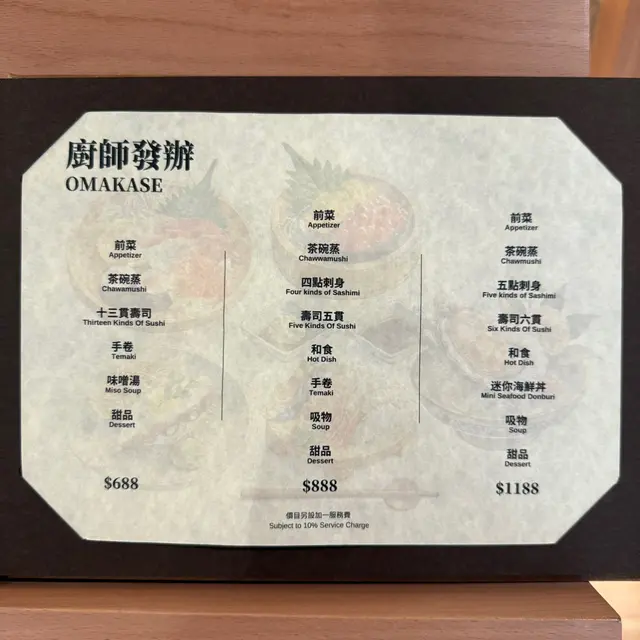 廚師發辦
OMAKASE
前菜
Appetizer
茶碗蒸
Chawamushi
十三貫壽司
Thirteen Kinds Of Sushi
手卷
Temaki
味噌湯
Miso Soup
甜品
Dessert
$688
前菜
Appetizer
茶碗蒸
Chawwamushi
四點刺身
Four kinds of Sashimi
壽司五貫
Five Kinds Of Sushi
和食
Hot Dish
手卷
Temaki
吸物
Soup
甜品
Dessert
$888
前菜
Appetizer
茶碗蒸
Chawmushi
五點刺身
Five kinds of Sashimi
壽司六貫
Six Kinds Of Sushi
和食
Hot Dish
迷你海鮮丼
Mini Seafood Donburi
吸物
Soup
甜品
Dessert
$1188
價目另設加一服務費
Subject to 10% Service Charge